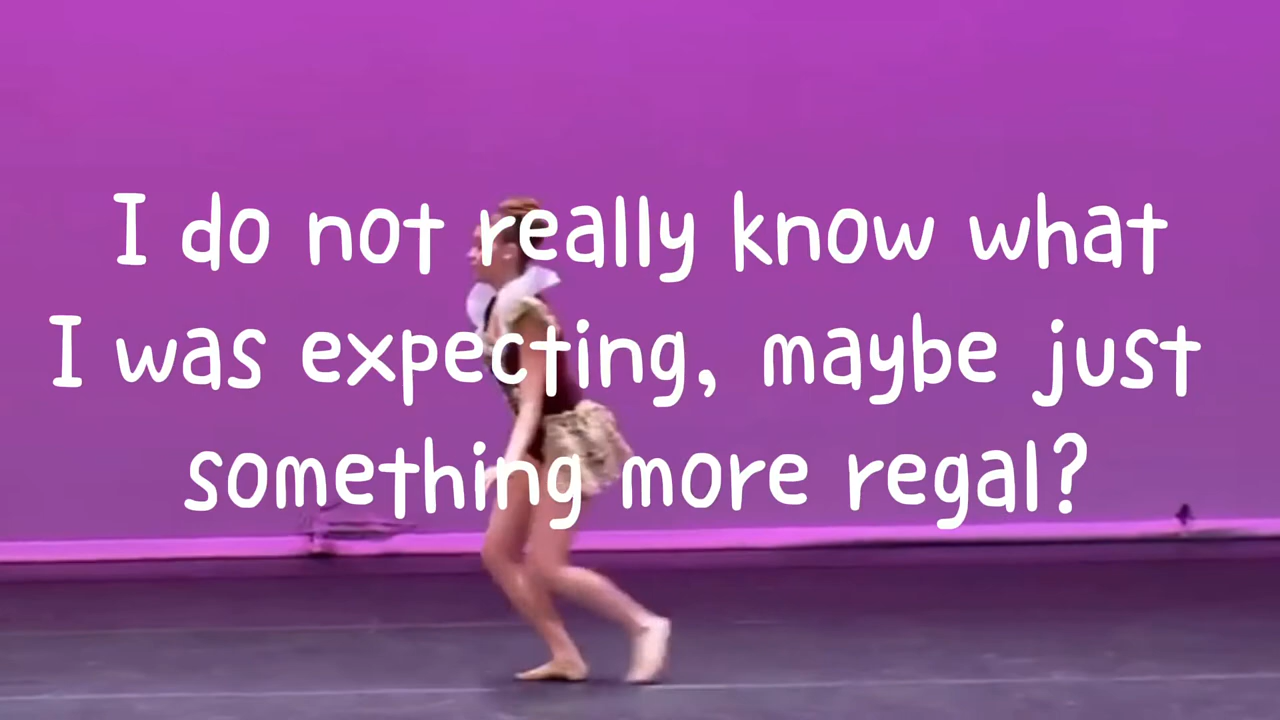 I do not really know what
I was expecting, maybe just
something more regal?